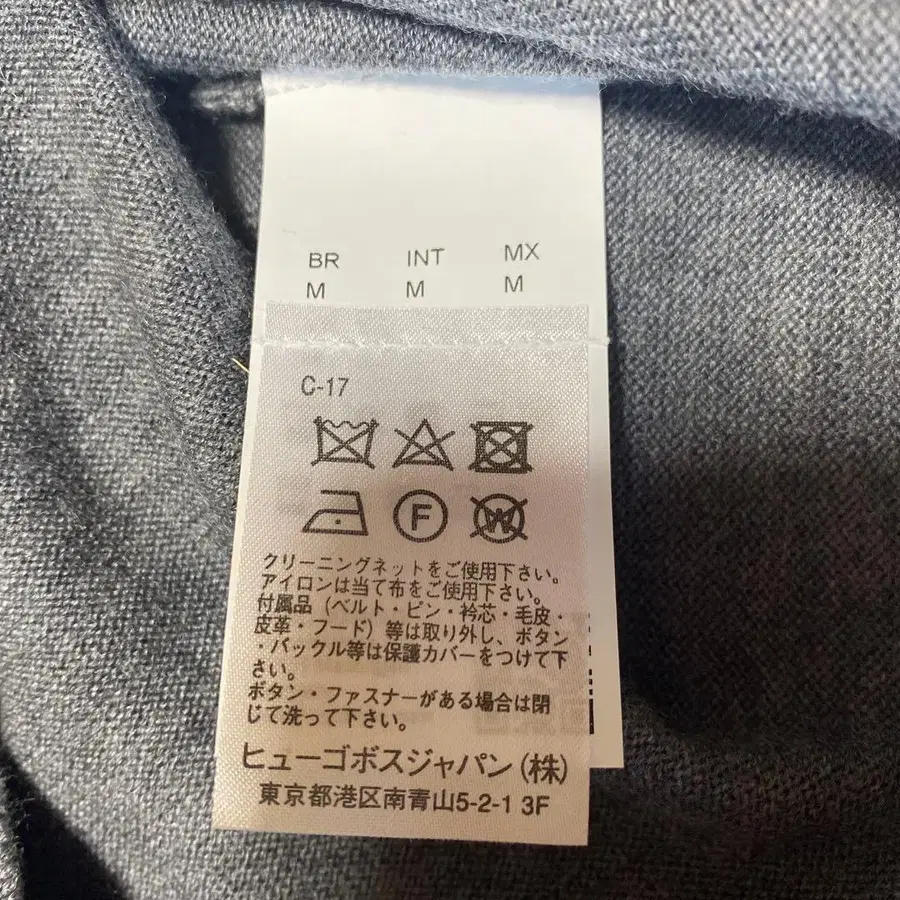 BR INT MX
M M M
C-17
F W
クリーニングネットをご使用下さい。
アイロンは当て布をご使用下さい。
付属品（ベルト・ピン・衿芯・毛皮・
皮革・フード）等は取り外し、ボタン
・バックル等は保護カバーをつけて下
さい。
ボタン・ファスナーがある場合は閉
じて洗って下さい。
ヒューゴボスジャパン(株)
東京都港区南青山5-2-1 3F